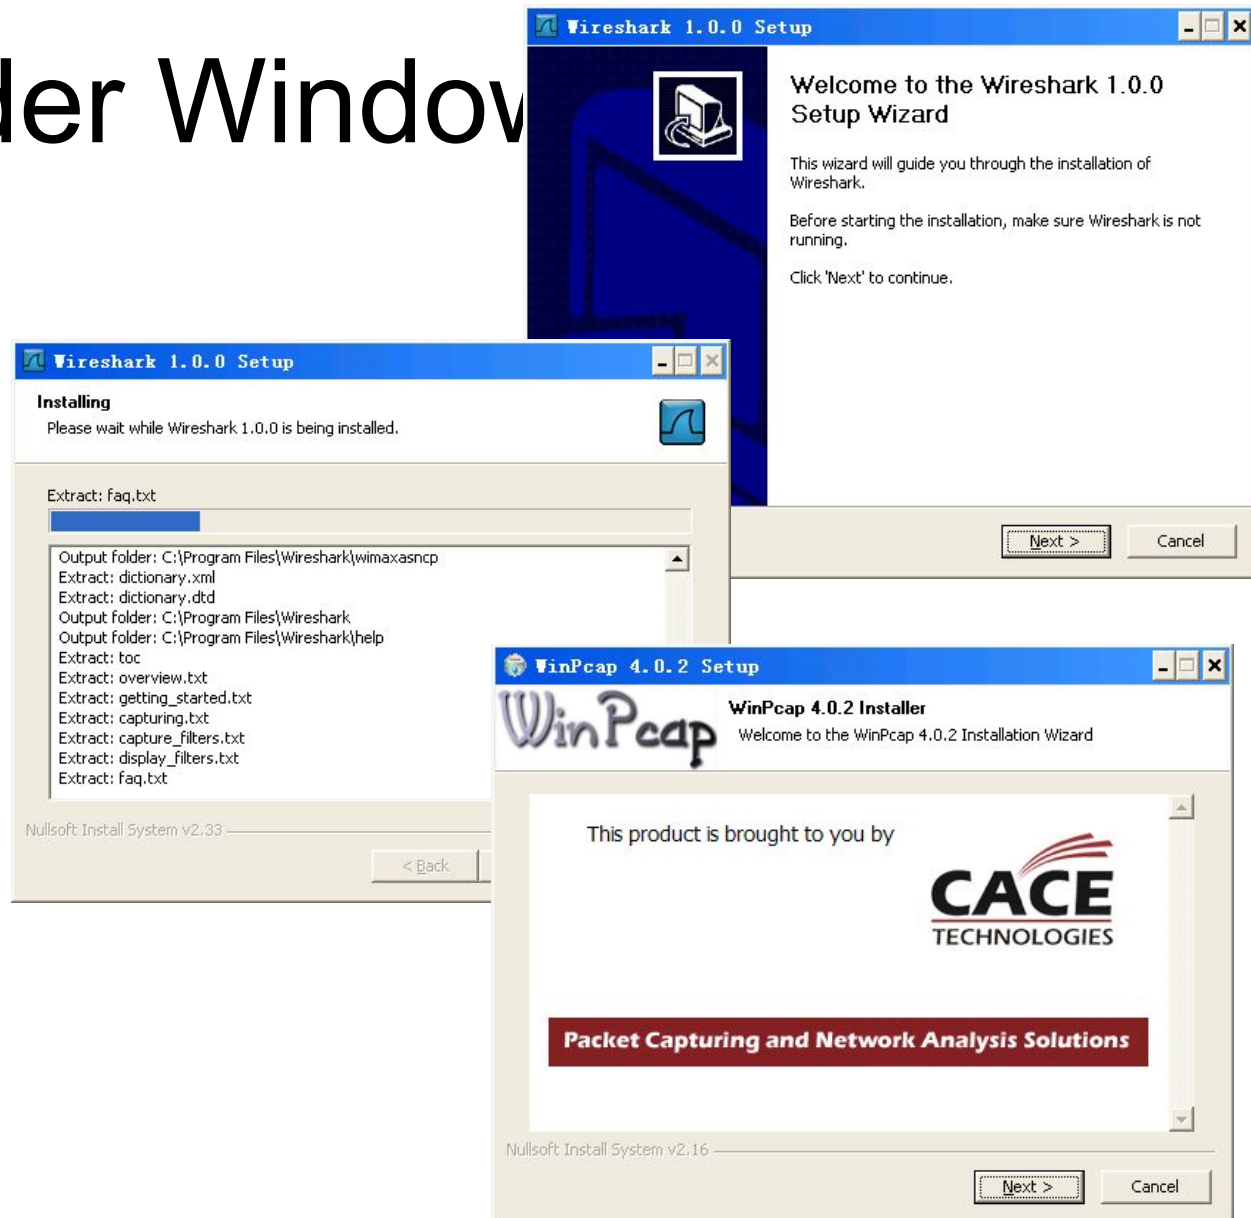 der Window
Wireshark 1.0.0 Setup
Welcome to the Wireshark 1.0.0
Setup Wizard
This wizard will guide you through the installation of
Wireshark.
Before starting the installation, make sure Wireshark is not
running.
Click 'Next' to continue.
Next >
Cancel
Wireshark 1.0.0 Setup
Installing
Please wait while Wireshark 1.0.0 is being installed.
Extract: faq.txt
Output folder: C:\Program Files\Wireshark\wimaxasncp
Extract: dictionary.xml
Extract: dictionary.dtd
Output folder: C:\Program Files\Wireshark
Output folder: C:\Program Files\Wireshark\help
Extract: toc
Extract: overview.txt
Extract: getting_started.txt
Extract: capturing.txt
Extract: capture_filters.txt
Extract: display_filters.txt
Extract: faq.txt
Nullsoft Install System v2.33
< Back
WinPcap 4.0.2 Setup
WinPcap
WinPcap 4.0.2 Installer
Welcome to the WinPcap 4.0.2 Installation Wizard
This product is brought to you by
CACE
TECHNOLOGIES
Packet Capturing and Network Analysis Solutions
Nullsoft Install System v2.16
Next >
Cancel